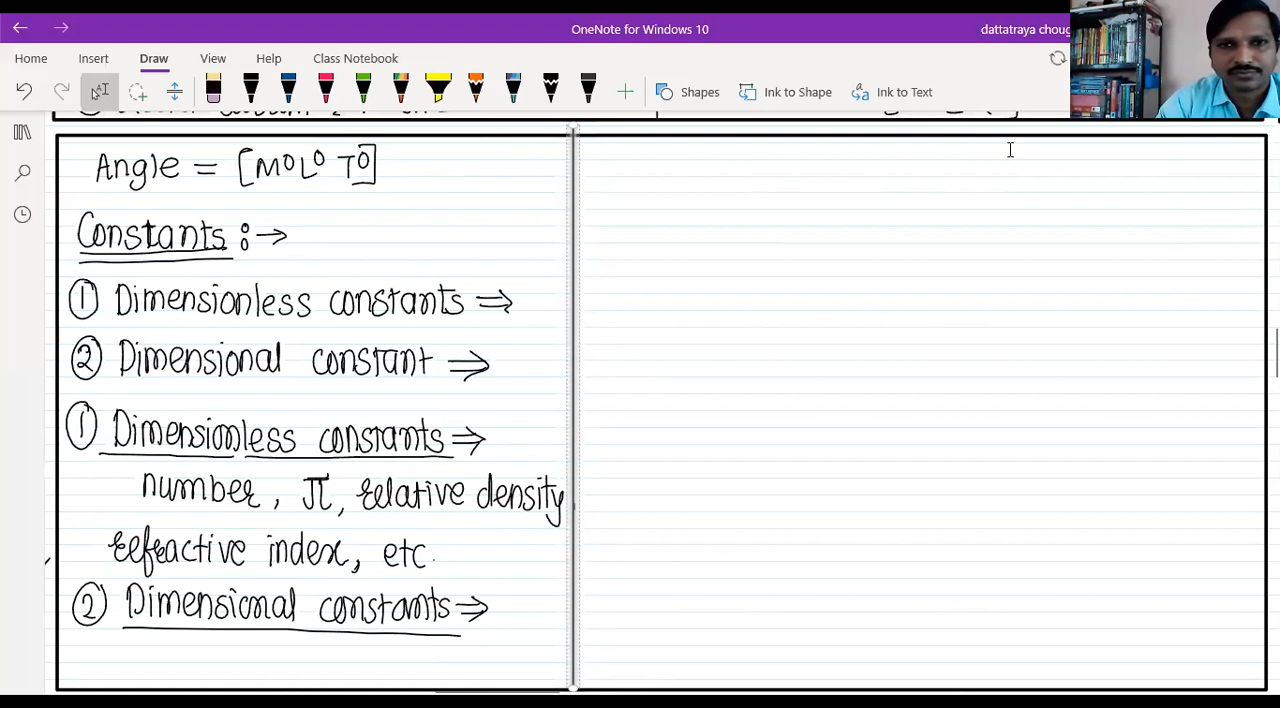 OneNote for Windows 10
dattatraya choug
Home Insert Draw View Help Class Notebook
Shapes Ink to Shape Ink to Text
Angle = [M⁰L⁰ T⁰]
Constants :→
① Dimensionless constants ⇒
② Dimensional constant ⇒
① Dimensionless constants ⇒
number, π, relative density
refractive index, etc.
② Dimensional constants ⇒